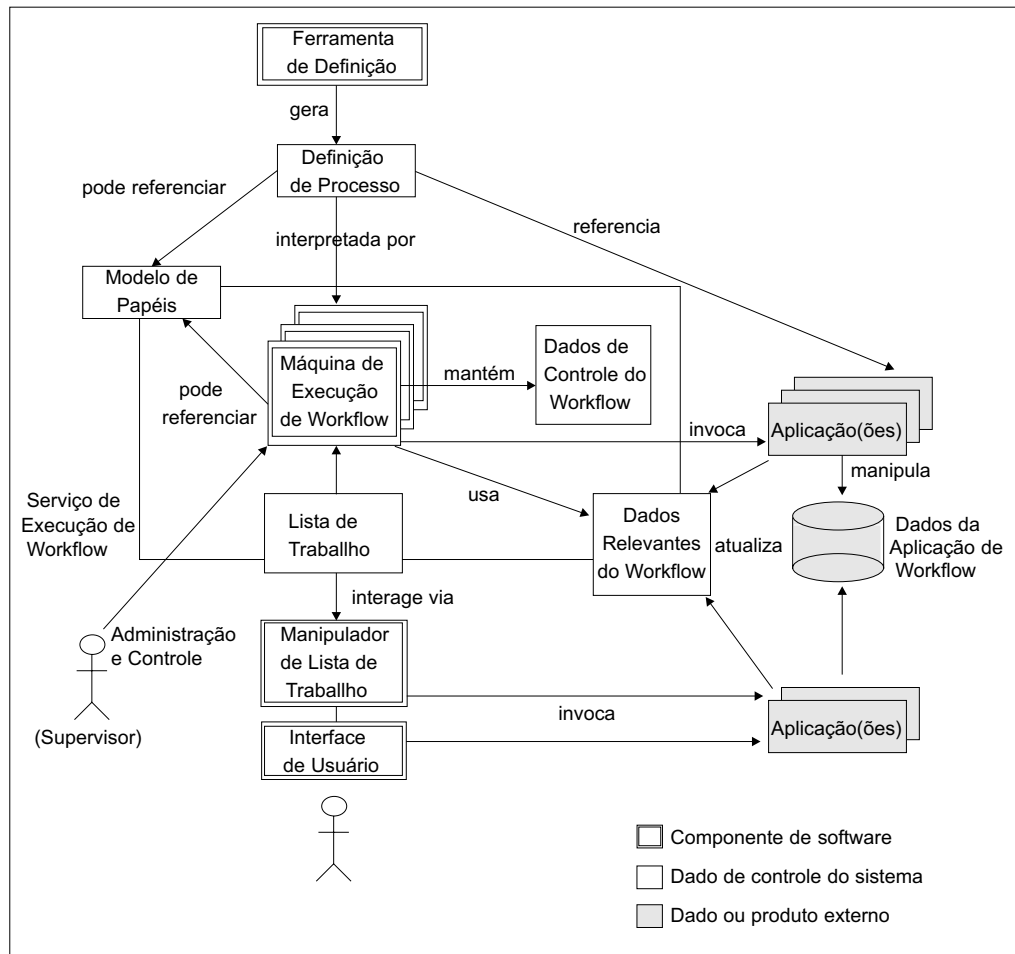 Ferramenta
de Definição
gera
Definição
de Processo
pode referenciar
referencia
interpretada por
Modelo de
Papéis
Máquina de
Execução
de Workflow
mantém
Dados de
Controle do
Workflow
pode
referenciar
invoca
Aplicação(ões)
manipula
usa
Serviço de
Execução de
Workflow
Lista de
Traballho
Dados
Relevantes
do Workflow
atualiza
Dados da
Aplicação de
Workflow
interage via
Administração
e Controle
(Supervisor)
Manipulador
de Lista de
Traballho
invoca
Aplicação(ões)
Interface
de Usuário
Componente de software
Dado de controle do sistema
Dado ou produto externo